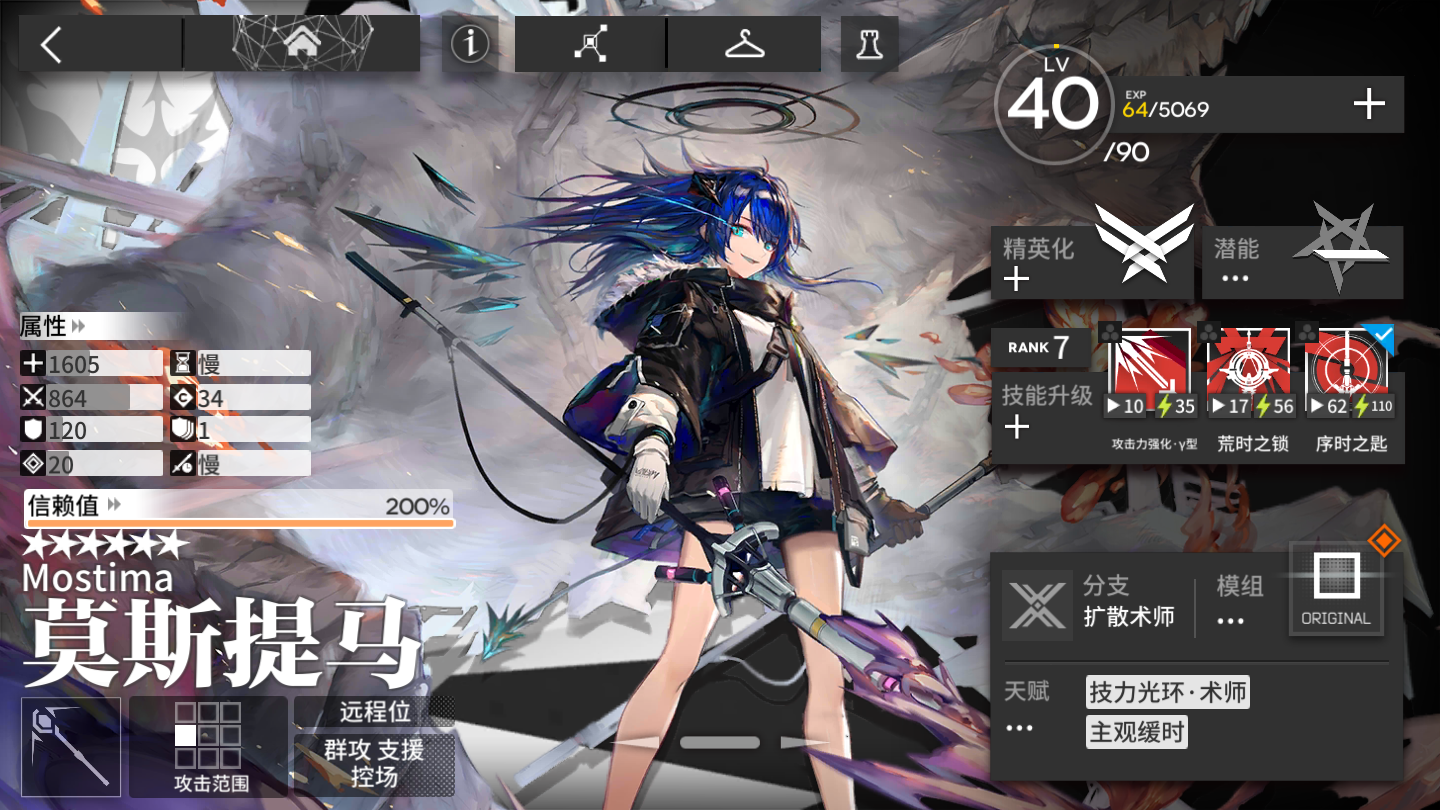 LV
40
/90
EXP
64/5069
精英化
潜能
属性
1605
慢
864
34
120
1
20
慢
信赖值
200%
Mostima
莫斯提马
攻击范围
远程位
群攻 支援
控场
RANK 7
技能升级
10 35
17 56
62 110
攻击力强化·γ型
荒时之锁
序时之匙
分支
扩散术师
模组
ORIGINAL
天赋
技力光环·术师
主观缓时